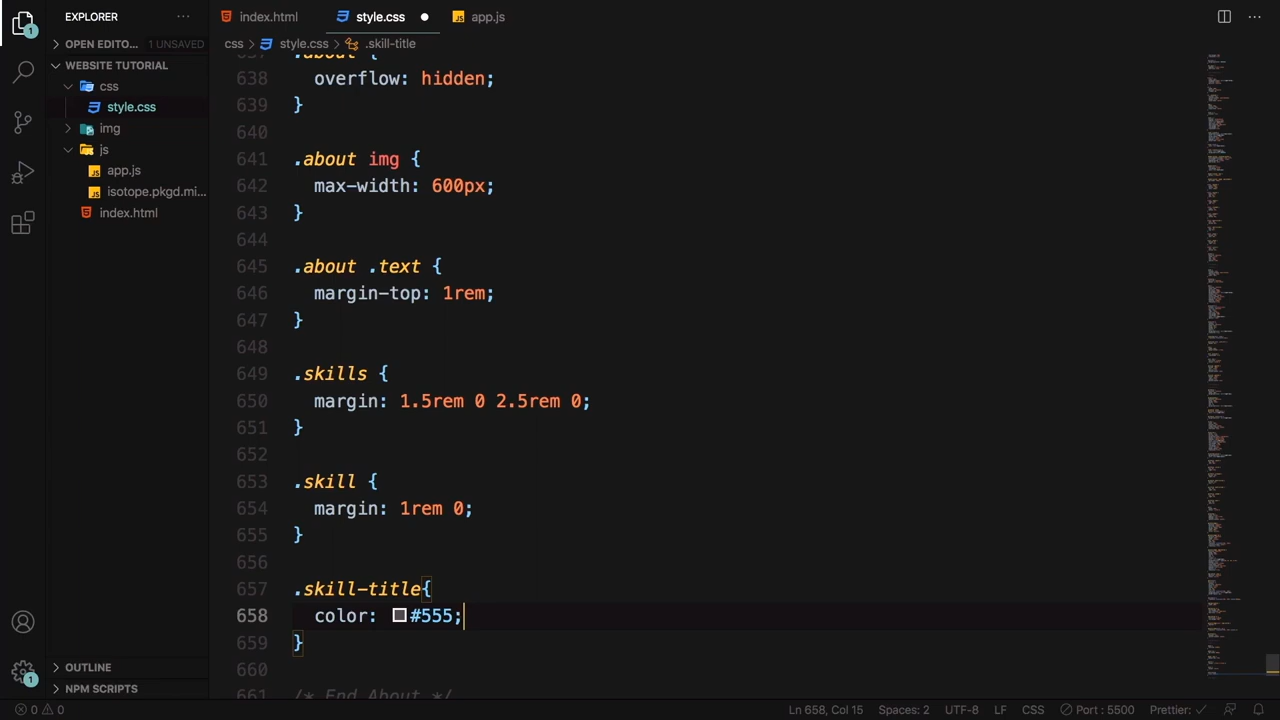 EXPLORER
index.html
style.css
app.js
OPEN EDITO... 1 UNSAVED
css
style.css
.skill-title
WEBSITE TUTORIAL
css
style.css
img
js
app.js
isotope.pkgd.mi...
index.html
637 .about {
638 overflow: hidden;
639 }
640
641 .about img {
642 max-width: 600px;
643 }
644
645 .about .text {
646 margin-top: 1rem;
647 }
648
649 .skills {
650 margin: 1.5rem 0 2.5rem 0;
651 }
652
653 .skill {
654 margin: 1rem 0;
655 }
656
657 .skill-title{
658 color: #555;
659 }
660
661 /* End About */
OUTLINE
NPM SCRIPTS
1
1
0 0
Ln 658, Col 15
Spaces: 2
UTF-8
LF
CSS
Port : 5500
Prettier: ✓